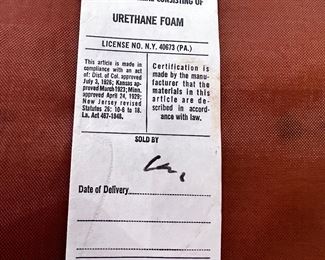 CONSISTING OF
URETHANE FOAM
LICENSE NO. N.Y. 40673 (PA.)
This article is made in
compliance with an act
of: Dist. of Col. approved
July 3, 1926; Kansas ap-
proved March 1923; Minn.
approved April 24, 1929;
New Jersey revised
Statutes 26: 10-6 to 18.
La. Act 467-1948.
Certification is
made by the manu-
facturer that the
materials in this
article are de-
scribed in accord-
ance with law.
SOLD BY
Date of Delivery